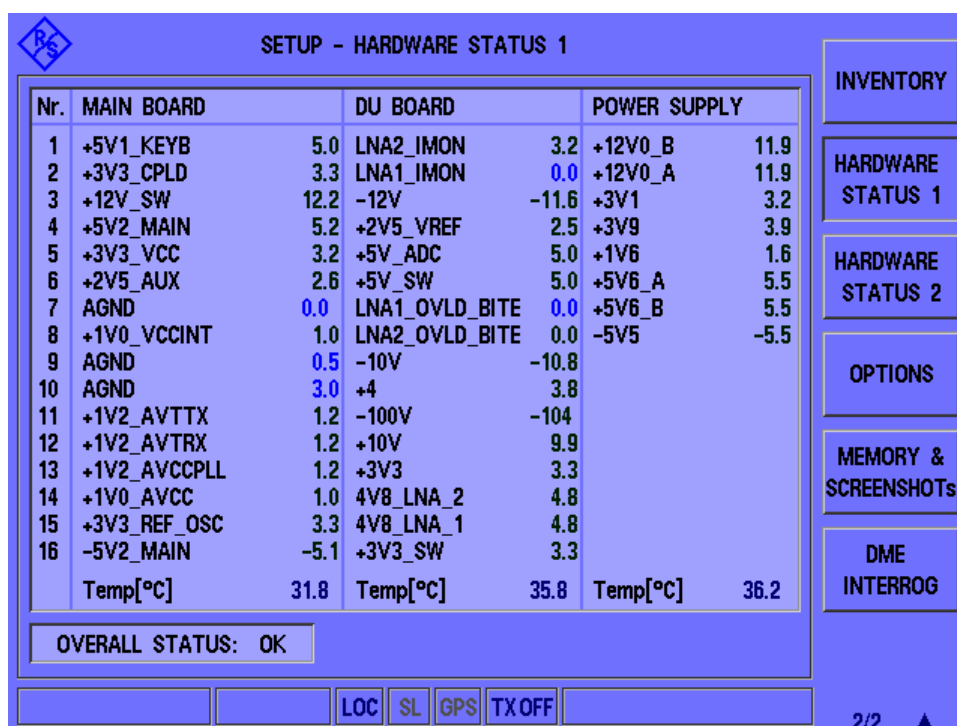 R/S
SETUP - HARDWARE STATUS 1
Nr. MAIN BOARD DU BOARD POWER SUPPLY
1 +5V1_KEYB 5.0 LNA2_IMON 3.2 +12V0_B 11.9
2 +3V3_CPLD 3.3 LNA1_IMON 0.0 +12V0_A 11.9
3 +12V_SW 12.2 -12V -11.6 +3V1 3.2
4 +5V2_MAIN 5.2 +2V5_VREF 2.5 +3V9 3.9
5 +3V3_VCC 3.2 +5V_ADC 5.0 +1V6 1.6
6 +2V5_AUX 2.6 +5V_SW 5.0 +5V6_A 5.5
7 AGND 0.0 LNA1_OVLD_BITE 0.0 +5V6_B 5.5
8 +1V0_VCCINT 1.0 LNA2_OVLD_BITE 0.0 -5V5 -5.5
9 AGND 0.5 -10V -10.8
10 AGND 3.0 +4 3.8
11 +1V2_AVTTX 1.2 -100V -104
12 +1V2_AVTRX 1.2 +10V 9.9
13 +1V2_AVCCPLL 1.2 +3V3 3.3
14 +1V0_AVCC 1.0 4V8_LNA_2 4.8
15 +3V3_REF_OSC 3.3 4V8_LNA_1 4.8
16 -5V2_MAIN -5.1 +3V3_SW 3.3
Temp[°C] 31.8 Temp[°C] 35.8 Temp[°C] 36.2
OVERALL STATUS: OK
LOC SL GPS TX OFF
INVENTORY
HARDWARE
STATUS 1
HARDWARE
STATUS 2
OPTIONS
MEMORY &
SCREENSHOTs
DME
INTERROG
2/2